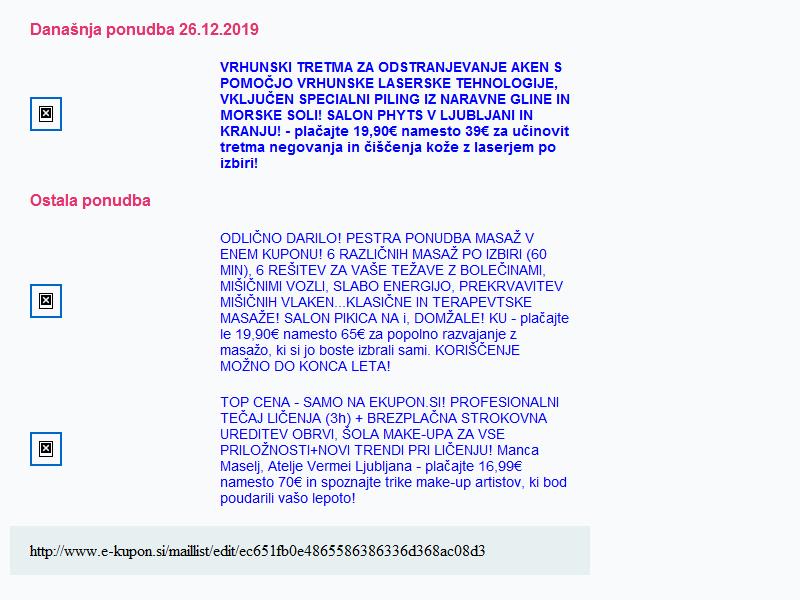 Današnja ponudba 26.12.2019
VRHUNSKI TRETMA ZA ODSTRANJEVANJE AKEN S
POMOČJO VRHUNSKE LASERSKE TEHNOLOGIJE,
VKLJUČEN SPECIALNI PILING IZ NARAVNE GLINE IN
MORSKE SOLI! SALON PHYTS V LJUBLJANI IN
KRANJU! - plačajte 19,90€ namesto 39€ za učinovit
tretma negovanja in čiščenja kože z laserjem po
izbiri!
Ostala ponudba
ODLIČNO DARILO! PESTRA PONUDBA MASAŽ V
ENEM KUPONU! 6 RAZLIČNIH MASAŽ PO IZBIRI (60
MIN), 6 REŠITEV ZA VAŠE TEŽAVE Z BOLEČINAMI,
MIŠIČNIMI VOZLI, SLABO ENERGIJO, PREKRVAVITEV
MIŠIČNIH VLAKEN...KLASIČNE IN TERAPEVTSKE
MASAŽE! SALON PIKICA NA i, DOMŽALE! KU - plačajte
le 19,90€ namesto 65€ za popolno razvajanje z
masažo, ki si jo boste izbrali sami. KORIŠČENJE
MOŽNO DO KONCA LETA!
TOP CENA - SAMO NA EKUPON.SI! PROFESIONALNI
TEČAJ LIČENJA (3h) + BREZPLAČNA STROKOVNA
UREDITEV OBRVI, ŠOLA MAKE-UPA ZA VSE
PRILOŽNOSTI+NOVI TRENDI PRI LIČENJU! Manca
Maselj, Atelje Vermei Ljubljana - plačajte 16,99€
namesto 70€ in spoznajte trike make-up artistov, ki bod
poudarili vašo lepoto!
http://www.e-kupon.si/maillist/edit/ec651fb0e4865586386336d368ac08d3